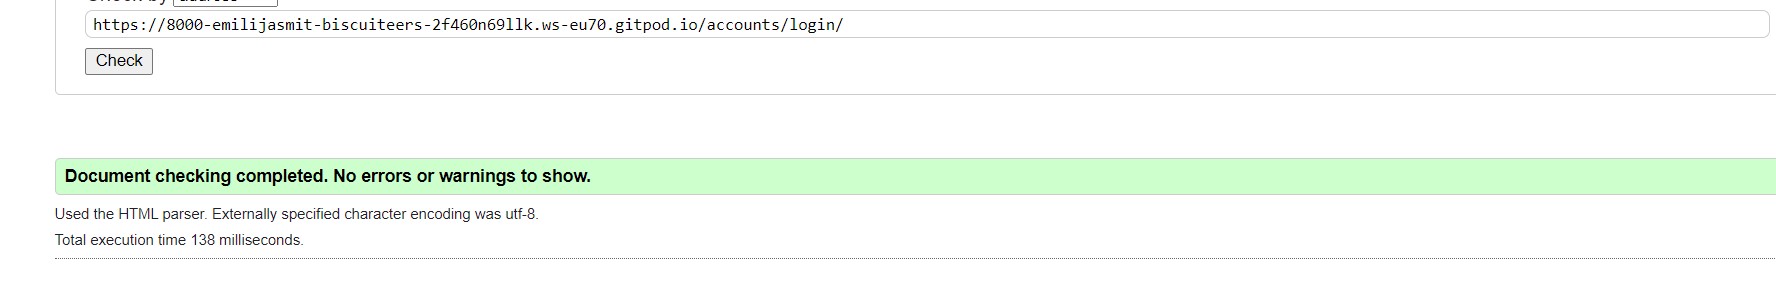 https://8000-emilijasmit-biscuiteers-2f460n69llk.ws-eu70.gitpod.io/accounts/login/
Check
Document checking completed. No errors or warnings to show.
Used the HTML parser. Externally specified character encoding was utf-8.
Total execution time 138 milliseconds.